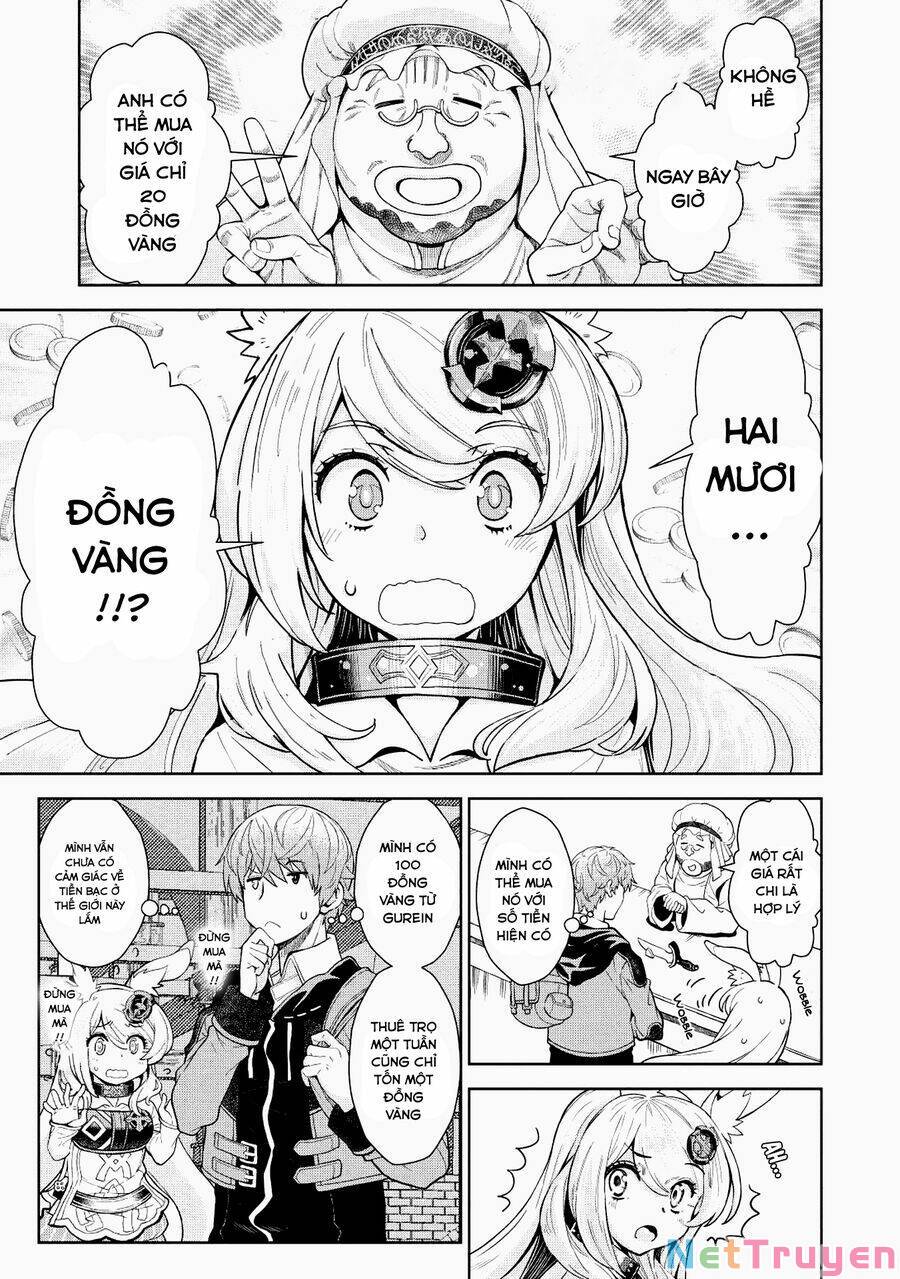 KHÔNG
HỀ
NGAY BÂY
GIỜ
ANH CÓ
THỂ MUA
NÓ VỚI
GIÁ CHỈ
20
ĐỒNG
VÀNG
HAI
MƯƠI
...
ĐỒNG
VÀNG
!!?
MỘT CÁI
GIÁ RẤT
CHI LÀ
HỢP LÝ
MÌNH CÓ
THỂ MUA
NÓ VỚI
SỐ TIỀN
HIỆN CÓ
WOBBLE
WOBBLE
AH...
MÌNH CÓ
100
ĐỒNG
VÀNG TỪ
GUREIN
THUÊ TRỌ
MỘT TUẦN
CŨNG CHỈ
TỐN MỘT
ĐỒNG
VÀNG
MÌNH VẪN
CHƯA CÓ
CẢM GIÁC VỀ
TIỀN BẠC Ở
THẾ GIỚI NÀY
LẮM
ĐỪNG
MUA
MÀ
!!
ĐỪNG
MUA
MÀ
!!
NetTruyen